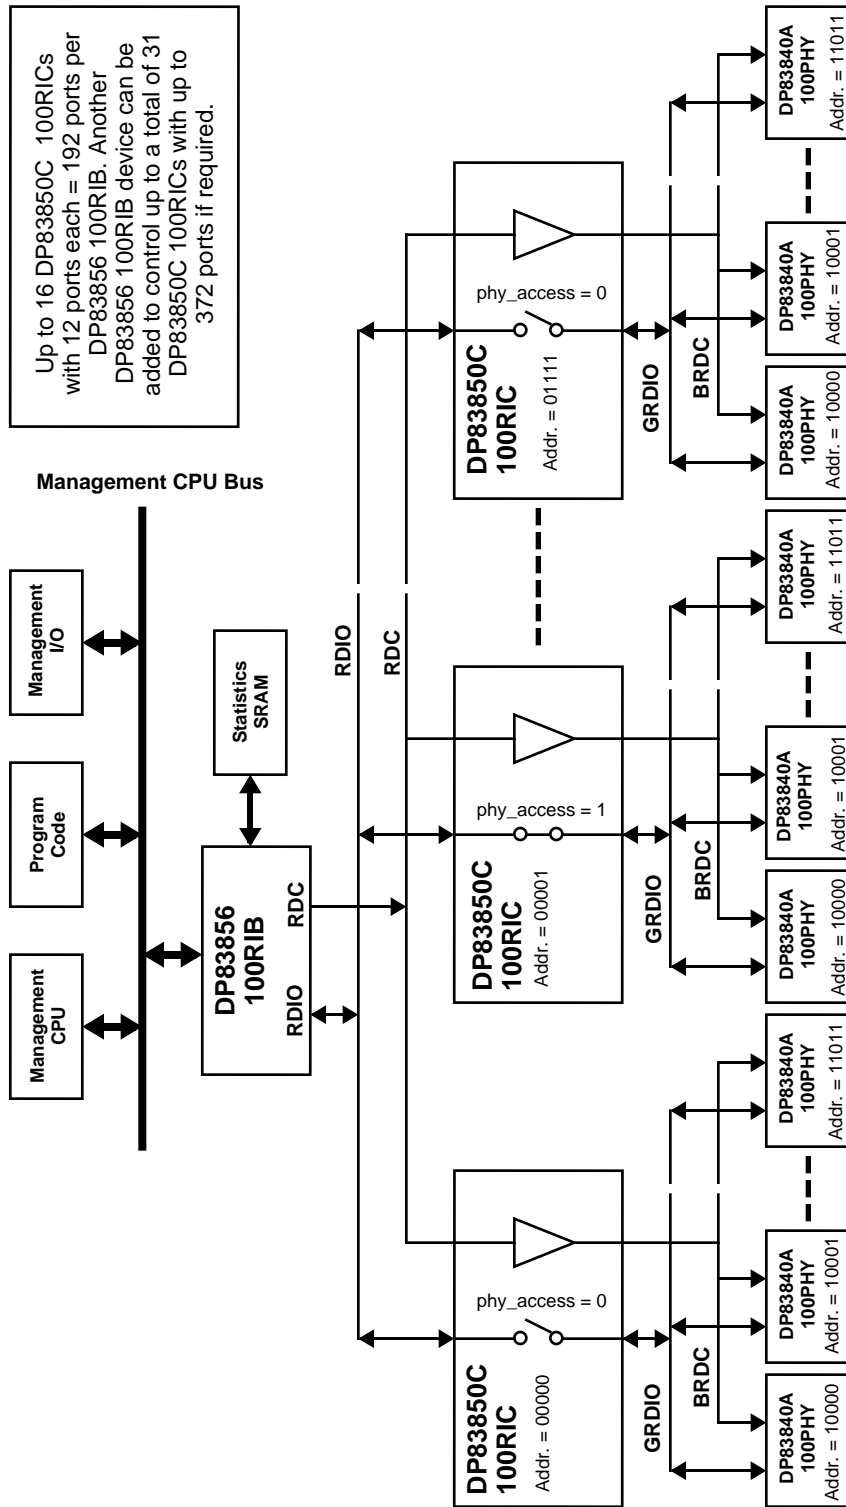 Up to 16 DP83850C 100RICs
with 12 ports each = 192 ports per
DP83856 100RIB. Another
DP83856 100RIB device can be
added to control up to a total of 31
DP83850C 100RICs with up to
372 ports if required.
Management CPU Bus
Management
CPU
Program
Code
Management
I/O
DP83856
100RIB
RDIO
RDC
Statistics
SRAM
RDIO
RDC
DP83850C
100RIC
Addr. = 00000
phy_access = 0
DP83850C
100RIC
Addr. = 00001
phy_access = 1
DP83850C
100RIC
Addr. = 01111
phy_access = 0
GRDIO
BRDC
GRDIO
BRDC
GRDIO
BRDC
DP83840A
100PHY
Addr. = 10000
DP83840A
100PHY
Addr. = 10001
DP83840A
100PHY
Addr. = 11011
DP83840A
100PHY
Addr. = 10000
DP83840A
100PHY
Addr. = 10001
DP83840A
100PHY
Addr. = 11011
DP83840A
100PHY
Addr. = 10000
DP83840A
100PHY
Addr. = 10001
DP83840A
100PHY
Addr. = 11011